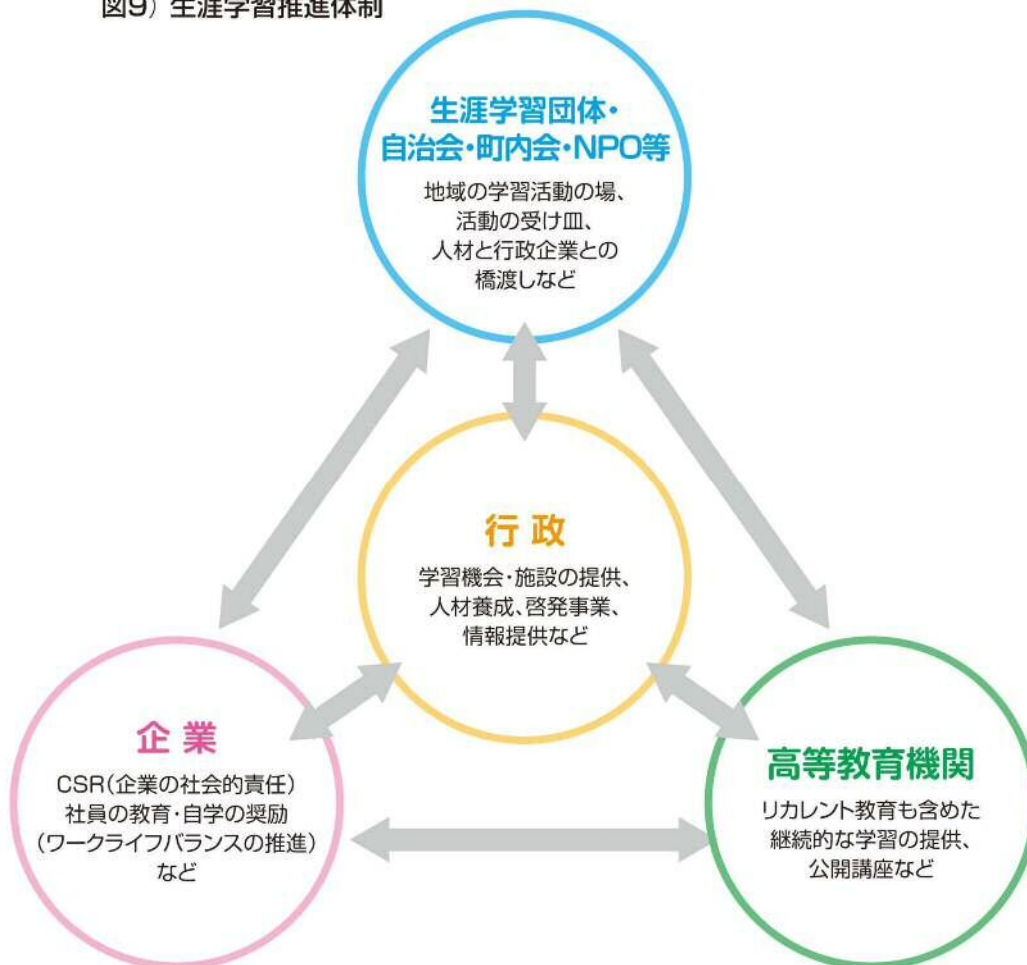 図9）生涯学習推進体制
生涯学習団体・
自治会・町内会・NPO等
地域の学習活動の場、
活動の受け皿、
人材と行政企業との
橋渡しなど
行 政
学習機会・施設の提供、
人材養成、啓発事業、
情報提供など
企 業
CSR(企業の社会的責任)
社員の教育・自学の奨励
(ワークライフバランスの推進)
など
高等教育機関
リカレント教育も含めた
継続的な学習の提供、
公開講座など